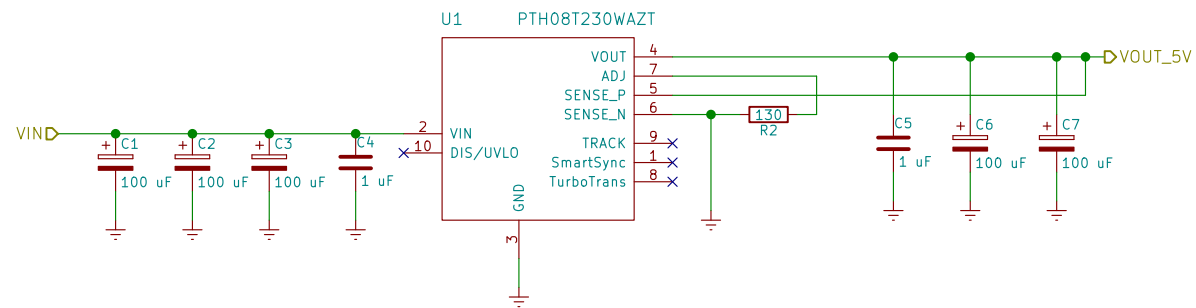 U1 PTH08T230WAZT
VOUT 4
ADJ 7
SENSE_P 5
SENSE_N 6
TRACK 9
SmartSync 1
TurboTrans 8
VIN
2 VIN
10 DIS/UVLO
GND
3
+ C1
100 uF
+ C2
100 uF
+ C3
100 uF
C4
1 uF
130
R2
VOUT_5V
C5
1 uF
+ C6
100 uF
+ C7
100 uF